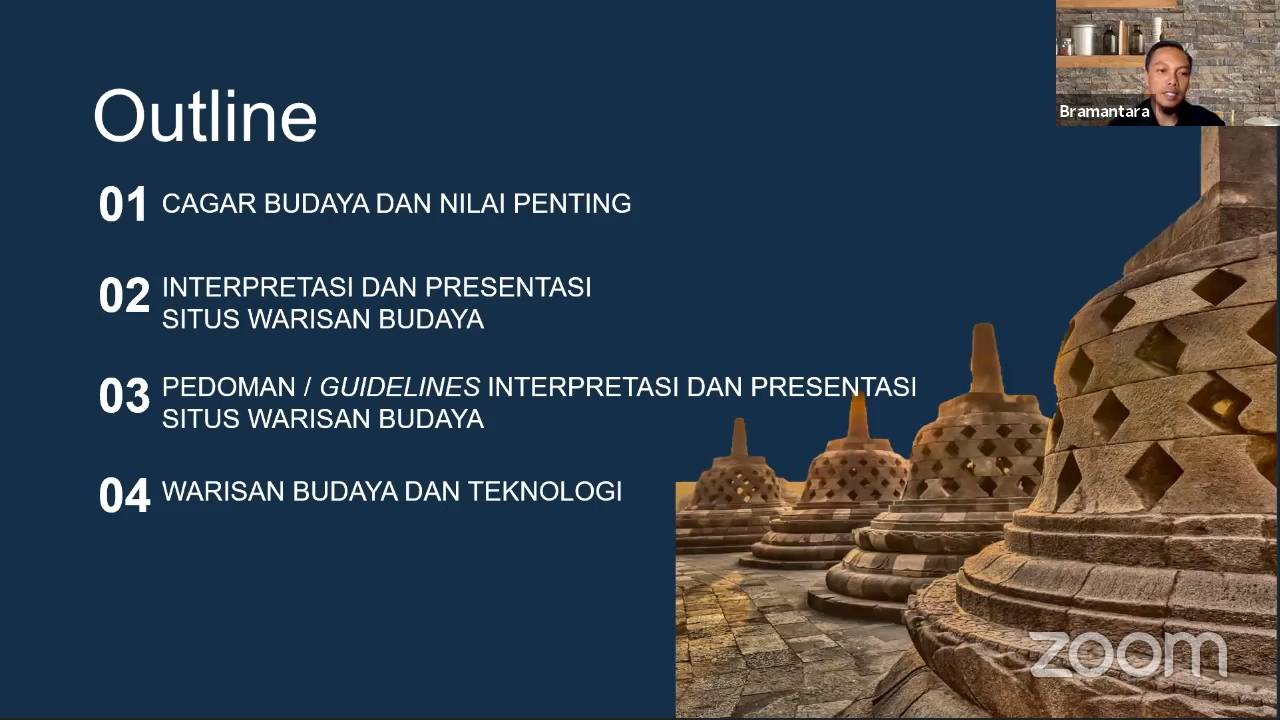 Outline
01 CAGAR BUDAYA DAN NILAI PENTING
02 INTERPRETASI DAN PRESENTASI
SITUS WARISAN BUDAYA
03 PEDOMAN / GUIDELINES INTERPRETASI DAN PRESENTASI
SITUS WARISAN BUDAYA
04 WARISAN BUDAYA DAN TEKNOLOGI
Bramantara
zoom